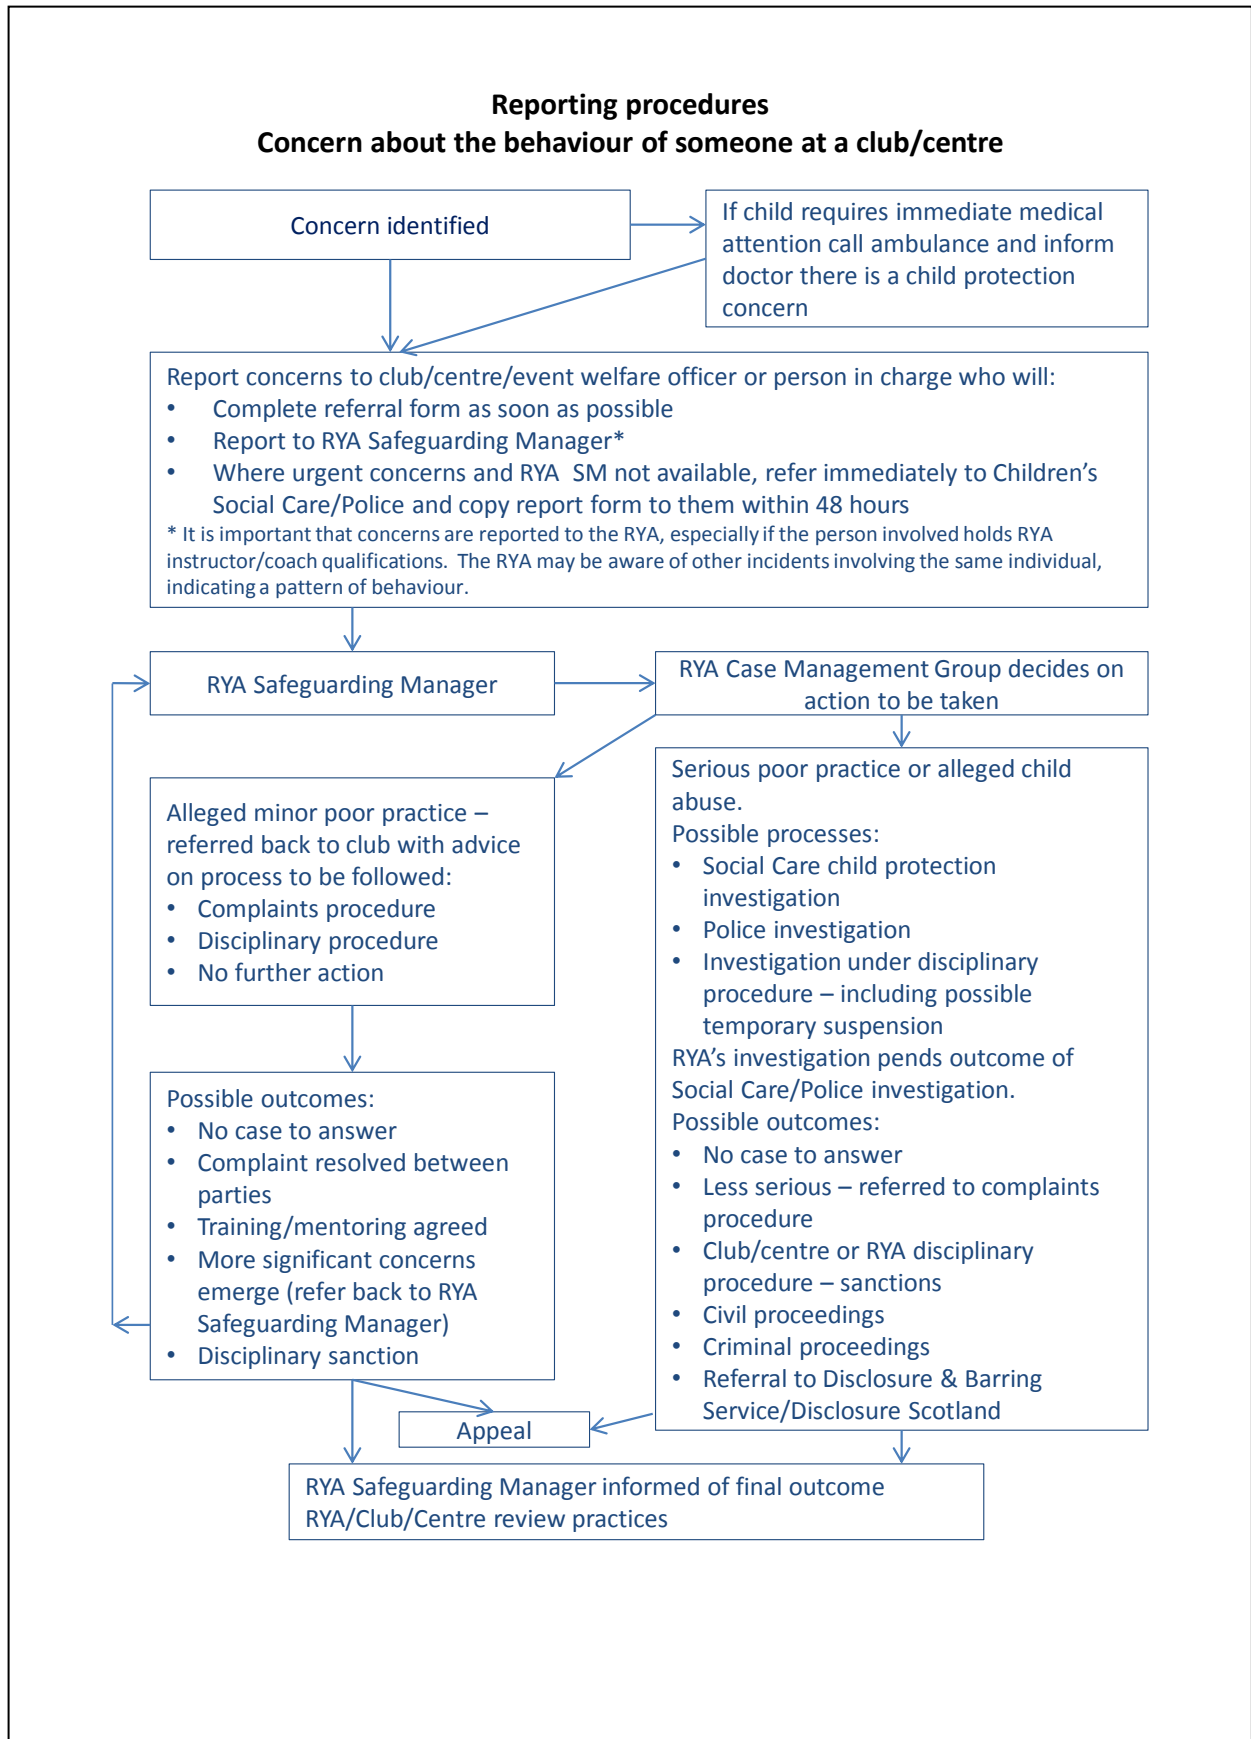 Reporting procedures
Concern about the behaviour of someone at a club/centre
Concern identified
If child requires immediate medical
attention call ambulance and inform
doctor there is a child protection
concern
Report concerns to club/centre/event welfare officer or person in charge who will:
• Complete referral form as soon as possible
• Report to RYA Safeguarding Manager*
• Where urgent concerns and RYA SM not available, refer immediately to Children’s
Social Care/Police and copy report form to them within 48 hours
* It is important that concerns are reported to the RYA, especially if the person involved holds RYA
instructor/coach qualifications. The RYA may be aware of other incidents involving the same individual,
indicating a pattern of behaviour.
RYA Safeguarding Manager
RYA Case Management Group decides on
action to be taken
Alleged minor poor practice –
referred back to club with advice
on process to be followed:
• Complaints procedure
• Disciplinary procedure
• No further action
Possible outcomes:
• No case to answer
• Complaint resolved between
parties
• Training/mentoring agreed
• More significant concerns
emerge (refer back to RYA
Safeguarding Manager)
• Disciplinary sanction
Serious poor practice or alleged child
abuse.
Possible processes:
• Social Care child protection
investigation
• Police investigation
• Investigation under disciplinary
procedure – including possible
temporary suspension
RYA’s investigation pends outcome of
Social Care/Police investigation.
Possible outcomes:
• No case to answer
• Less serious – referred to complaints
procedure
• Club/centre or RYA disciplinary
procedure – sanctions
• Civil proceedings
• Criminal proceedings
• Referral to Disclosure & Barring
Service/Disclosure Scotland
Appeal
RYA Safeguarding Manager informed of final outcome
RYA/Club/Centre review practices